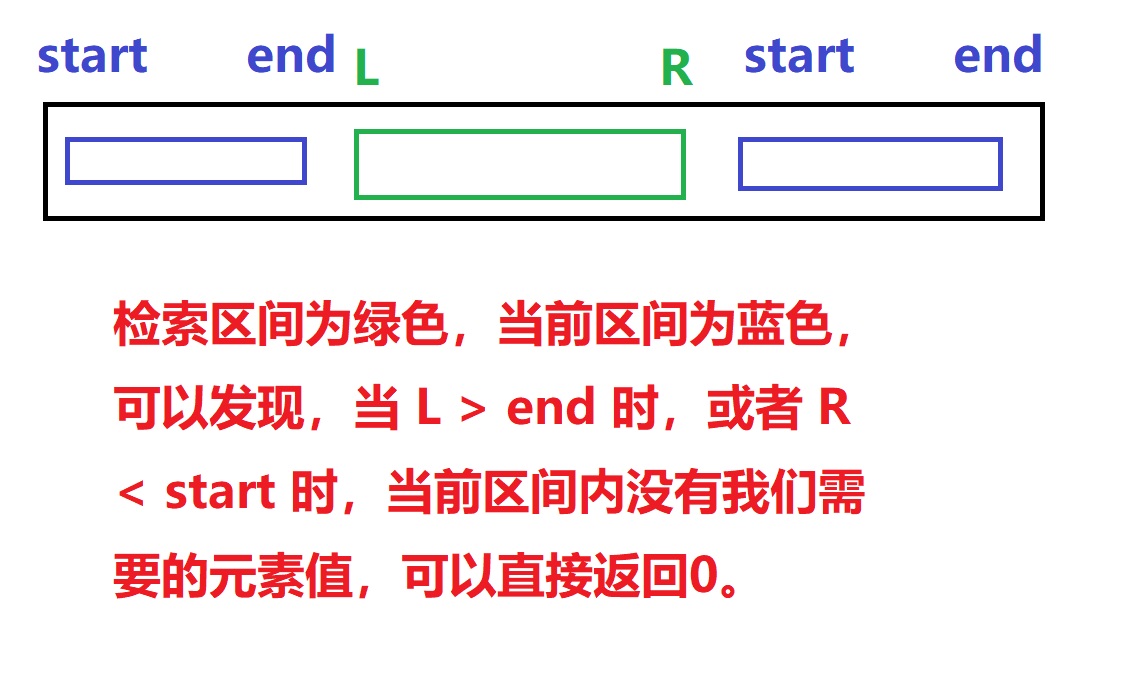 start end L R start end
检索区间为绿色，当前区间为蓝色，
可以发现，当 L > end 时，或者 R
< start 时，当前区间内没有我们需
要的元素值，可以直接返回0。